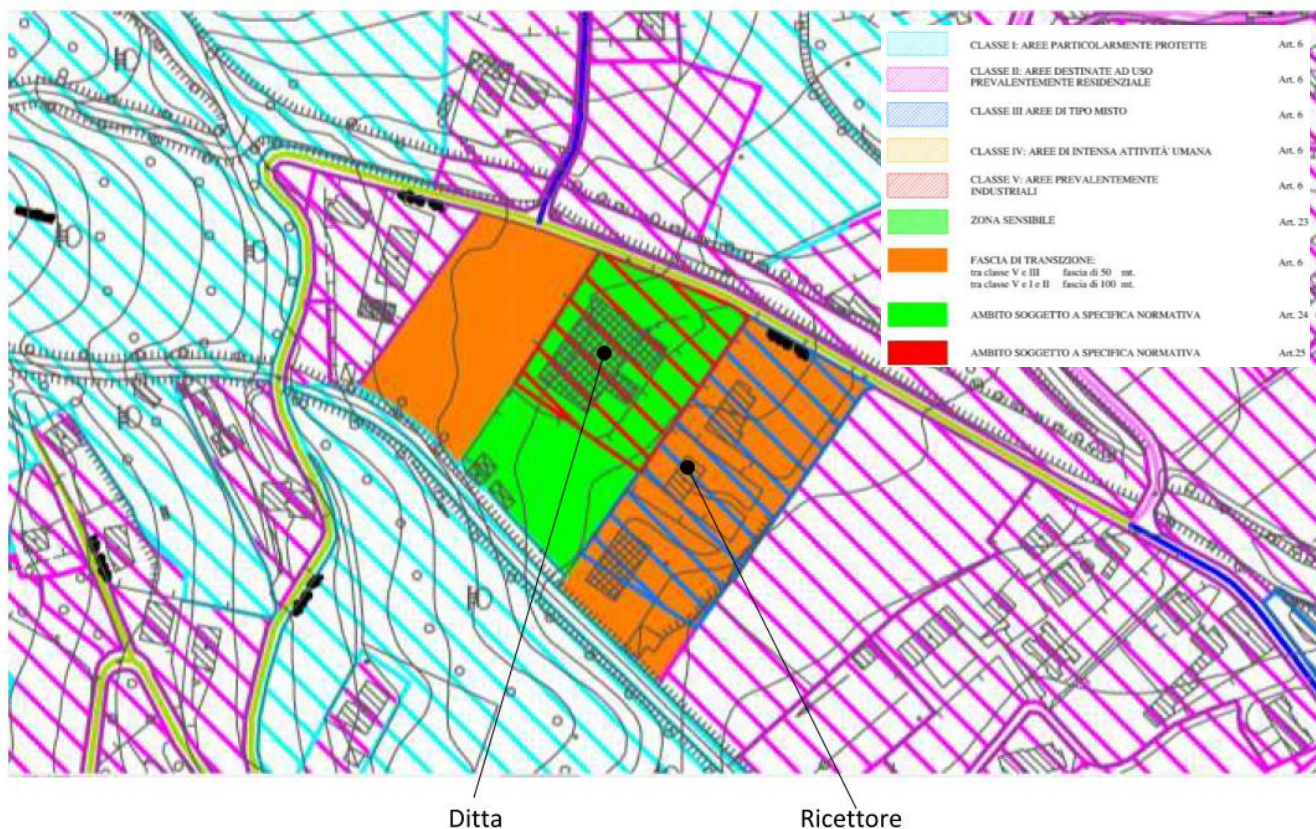 CLASSE I: AREE PARTICOLARMENTE PROTETTE Art. 6
CLASSE II: AREE DESTINATE AD USO
PREVALENTEMENTE RESIDENZIALE Art. 6
CLASSE III AREE DI TIPO MISTO Art. 6
CLASSE IV: AREE DI INTENSA ATTIVITÀ UMANA Art. 6
CLASSE V: AREE PREVALENTEMENTE
INDUSTRIALI Art. 6
ZONA SENSIBILE Art. 23
FASCIA DI TRANSIZIONE: Art. 6
tra classe V e III fascia di 50 mt.
tra classe V e I e II fascia di 100 mt.
AMBITO SOGGETTO A SPECIFICA NORMATIVA Art. 24
AMBITO SOGGETTO A SPECIFICA NORMATIVA Art.25
Ditta
Ricettore